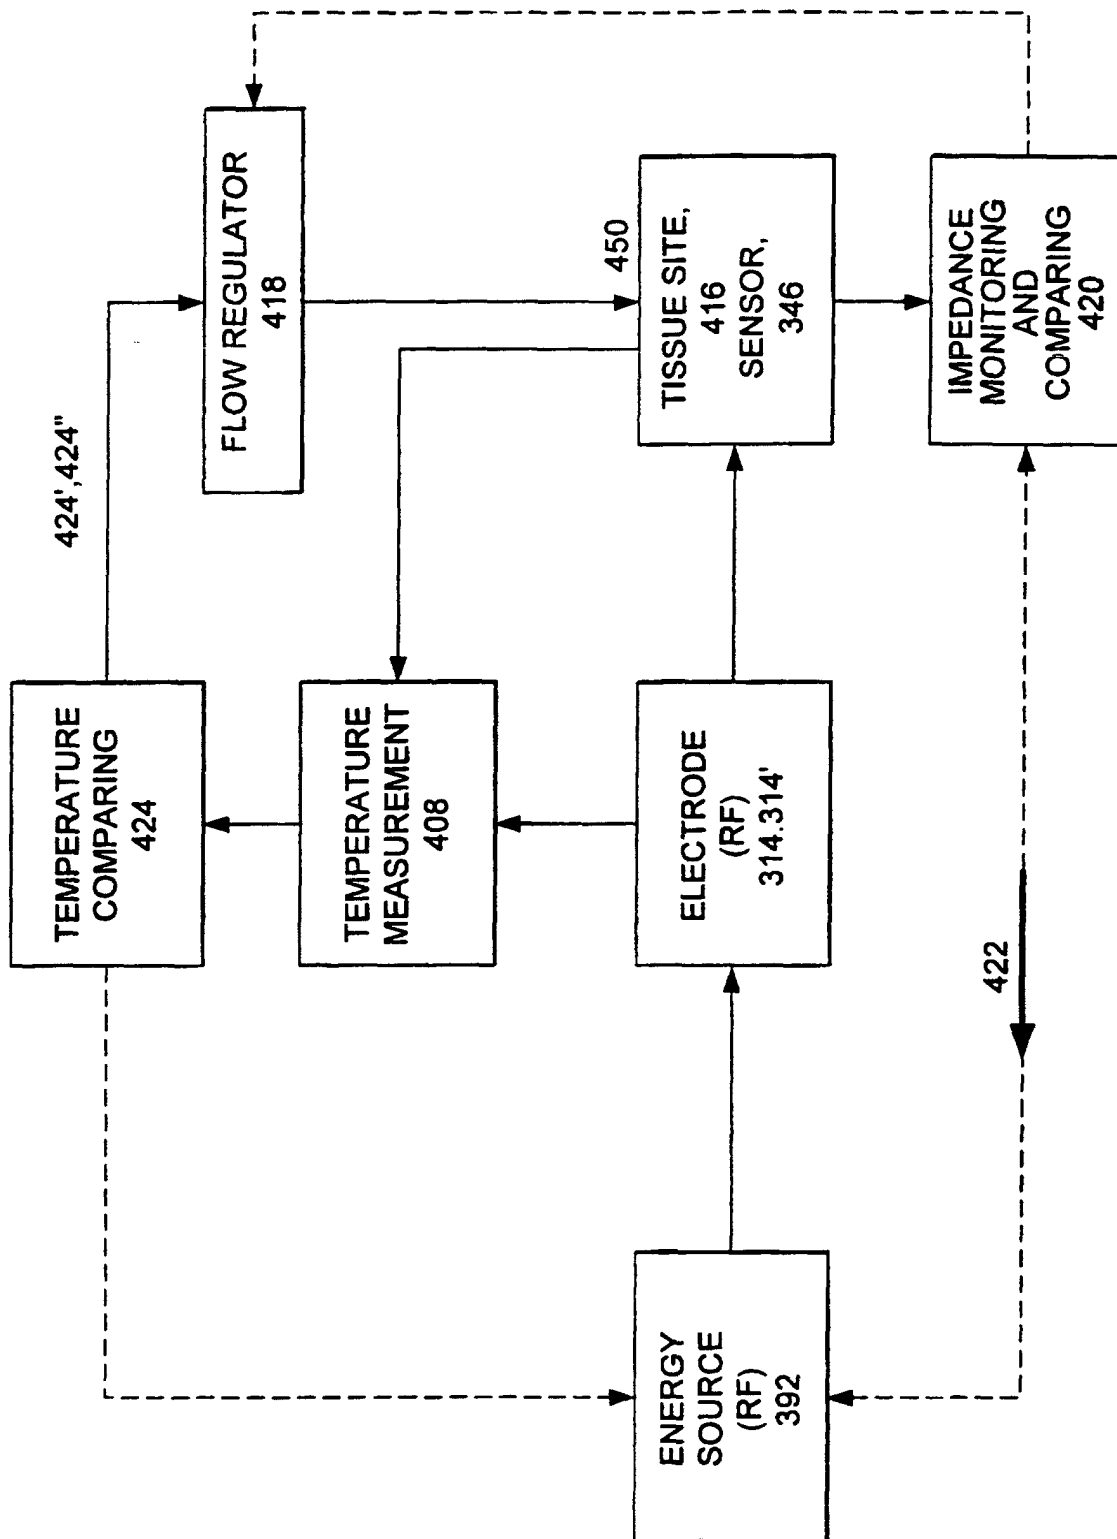 TEMPERATURE
COMPARING
424
424',424"
FLOW REGULATOR
418
TEMPERATURE
MEASUREMENT
408
450
ENERGY
SOURCE
(RF)
392
ELECTRODE
(RF)
314.314'
TISSUE SITE,
416
SENSOR,
346
422
IMPEDANCE
MONITORING
AND
COMPARING
420